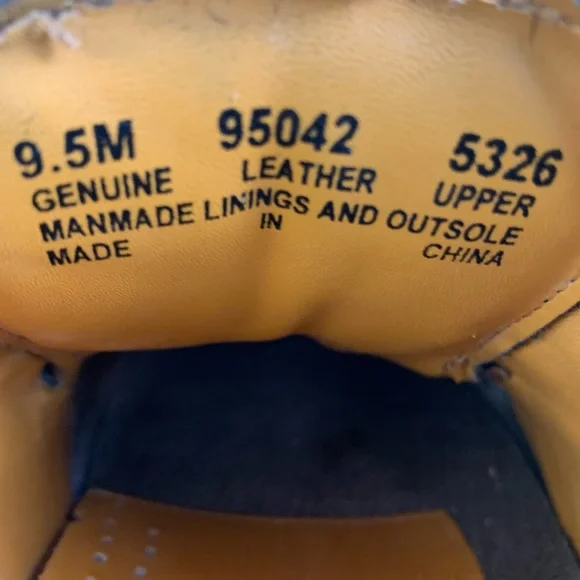 9.5M 95042 5326
GENUINE LEATHER UPPER
MANMADE LININGS AND OUTSOLE
MADE IN CHINA